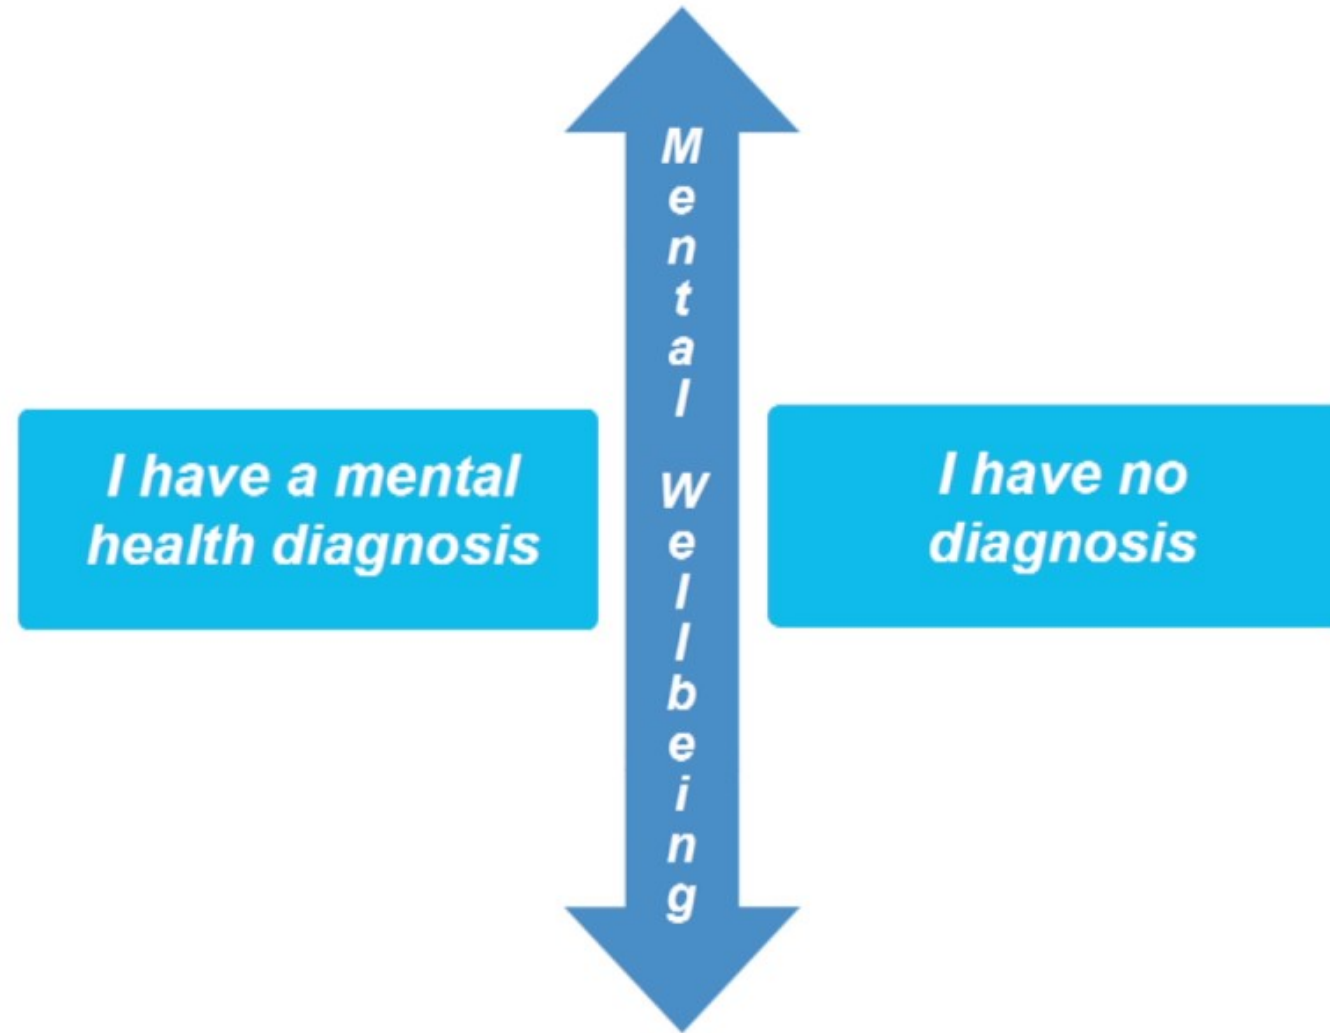 Mental Wellbeing
I have a mental
health diagnosis
I have no
diagnosis